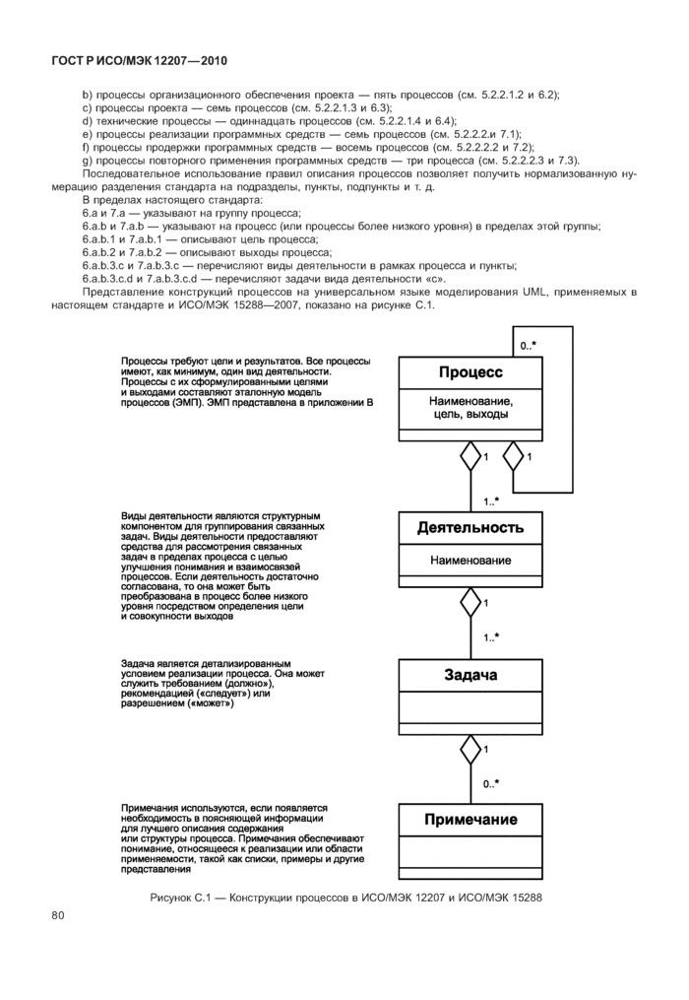 ГОСТ Р ИСО/МЭК 12207—2010
b) процессы организационного обеспечения проекта — пять процессов (см. 5.2.2.1.2 и 6.2);
c) процессы проекта — семь процессов (см. 5.2.2.1.3 и 6.3);
d) технические процессы — одиннадцать процессов (см. 5.2.2.1.4 и 6.4);
e) процессы реализации программных средств — семь процессов (см. 5.2.2.2.и 7.1);
f) процессы продержки программных средств — восемь процессов (см. 5.2.2.2.2 и 7.2);
g) процессы повторного применения программных средств — три процесса (см. 5.2.2.2.3 и 7.3).
Последовательное использование правил описания процессов позволяет получить нормализованную ну-
мерацию разделения стандарта на подразделы, пункты, подпункты и т. д.
В пределах настоящего стандарта:
6.a и 7.a — указывают на группу процесса;
6.a.b и 7.a.b — указывают на процесс (или процессы более низкого уровня) в пределах этой группы;
6.a.b.1 и 7.a.b.1 — описывают цель процесса;
6.a.b.2 и 7.a.b.2 — описывают выходы процесса;
6.a.b.3.c и 7.a.b.3.c — перечисляют виды деятельности в рамках процесса и пункты;
6.a.b.3.c.d и 7.a.b.3.c.d — перечисляют задачи вида деятельности «c».
Представление конструкций процессов на универсальном языке моделирования UML, применяемых в
настоящем стандарте и ИСО/МЭК 15288—2007, показано на рисунке С.1.
0..*
Процессы требуют цели и результатов. Все процессы
имеют, как минимум, один вид деятельности.
Процессы с их сформулированными целями
и выходами составляют эталонную модель
процессов (ЭМП). ЭМП представлена в приложении В
Процесс
Наименование,
цель, выходы
1
1
1..*
Виды деятельности являются структурным
компонентом для группирования связанных
задач. Виды деятельности предоставляют
средства для рассмотрения связанных
задач в пределах процесса с целью
улучшения понимания и взаимосвязей
процессов. Если деятельность достаточно
согласована, то она может быть
преобразована в процесс более низкого
уровня посредством определения цели
и совокупности выходов
Деятельность
Наименование
1
1..*
Задача является детализированным
условием реализации процесса. Она может
служить требованием (должно»),
рекомендацией («следует») или
разрешением («может»)
Задача
1
0..*
Примечания используются, если появляется
необходимость в поясняющей информации
для лучшего описания содержания
или структуры процесса. Примечания обеспечивают
понимание, относящееся к реализации или области
применяемости, такой как списки, примеры и другие
представления
Примечание
Рисунок С.1 — Конструкции процессов в ИСО/МЭК 12207 и ИСО/МЭК 15288
80